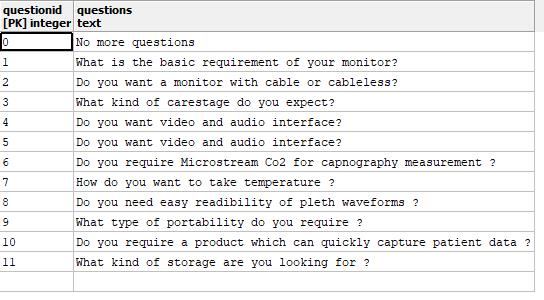 questionid questions
[PK] integer text
0 No more questions
1 What is the basic requirement of your monitor?
2 Do you want a monitor with cable or cableless?
3 What kind of carestage do you expect?
4 Do you want video and audio interface?
5 Do you want video and audio interface?
6 Do you require Microstream Co2 for capnography measurement ?
7 How do you want to take temperature ?
8 Do you need easy readibility of pleth waveforms ?
9 What type of portability do you require ?
10 Do you require a product which can quickly capture patient data ?
11 What kind of storage are you looking for ?